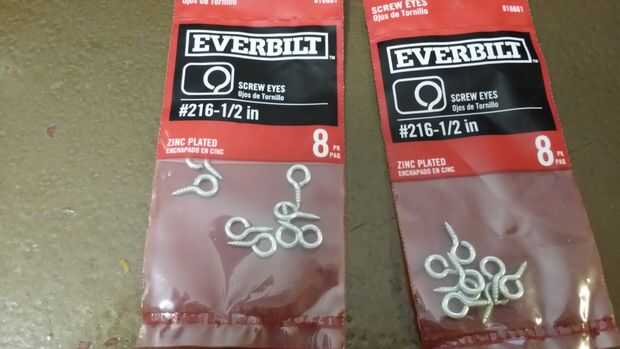 Ojos de Tornillo
EVERBILT™
SCREW EYES
Ojos de Tornillo
#216-1/2 in
ZINC PLATED
ENCHAPADO EN CINC
8 PK
PAQ
SCREW EYES
Ojos de Tornillo
EVERBILT™
SCREW EYES
Ojos de Tornillo
#216-1/2 in
ZINC PLATED
ENCHAPADO EN CINC
8 PK
PAQ